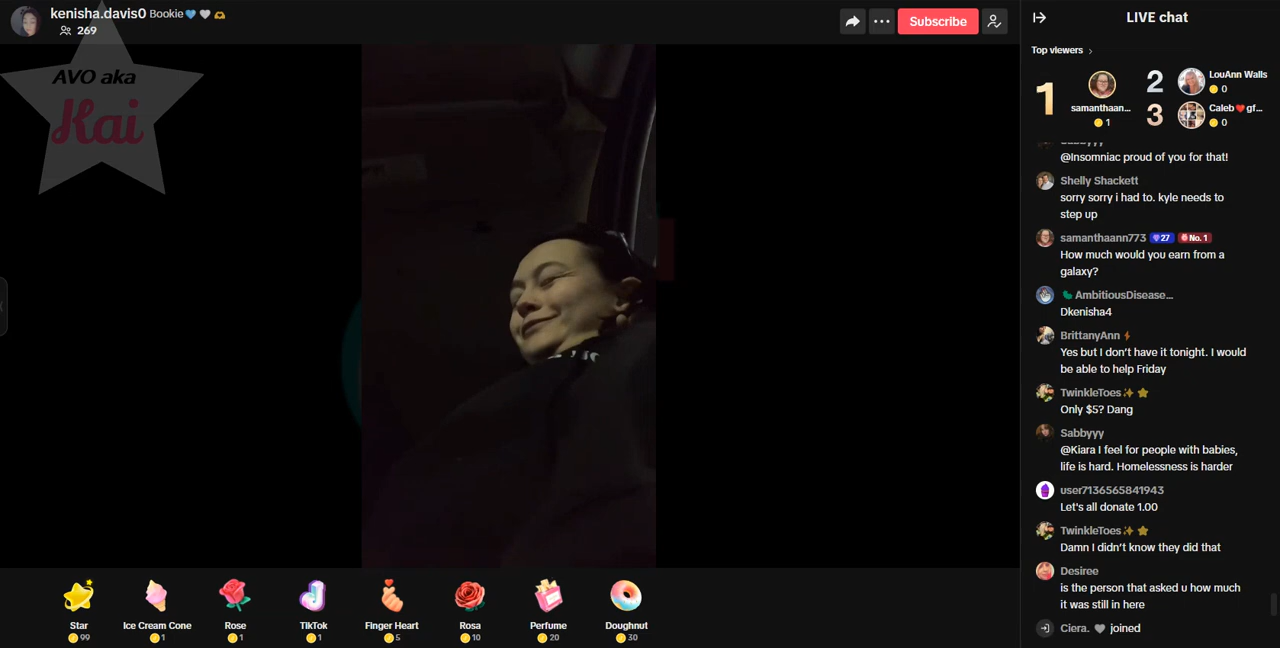 kenisha.davis0 Bookie💙🤍🫶
269
Subscribe
AVO aka
Kai
LIVE chat
Top viewers >
1
samanthaan...
1
2
LouAnn Walls
0
3
Caleb❤️gf...
0
@Insomniac proud of you for that!
Shelly Shackett
sorry sorry i had to. kyle needs to
step up
samanthaann773 27 No. 1
How much would you earn from a
galaxy?
AmbitiousDisease...
Dkenisha4
BrittanyAnn
Yes but I don't have it tonight. I would
be able to help Friday
TwinkleToes✨⭐
Only $5? Dang
Sabbyyy
@Kiara I feel for people with babies,
life is hard. Homelessness is harder
user7136565841943
Let's all donate 1.00
TwinkleToes✨⭐
Damn I didn't know they did that
Desiree
is the person that asked u how much
it was still in here
Ciera. 🤍 joined
Star
99
Ice Cream Cone
1
Rose
1
TikTok
1
Finger Heart
5
Rosa
10
Perfume
20
Doughnut
30